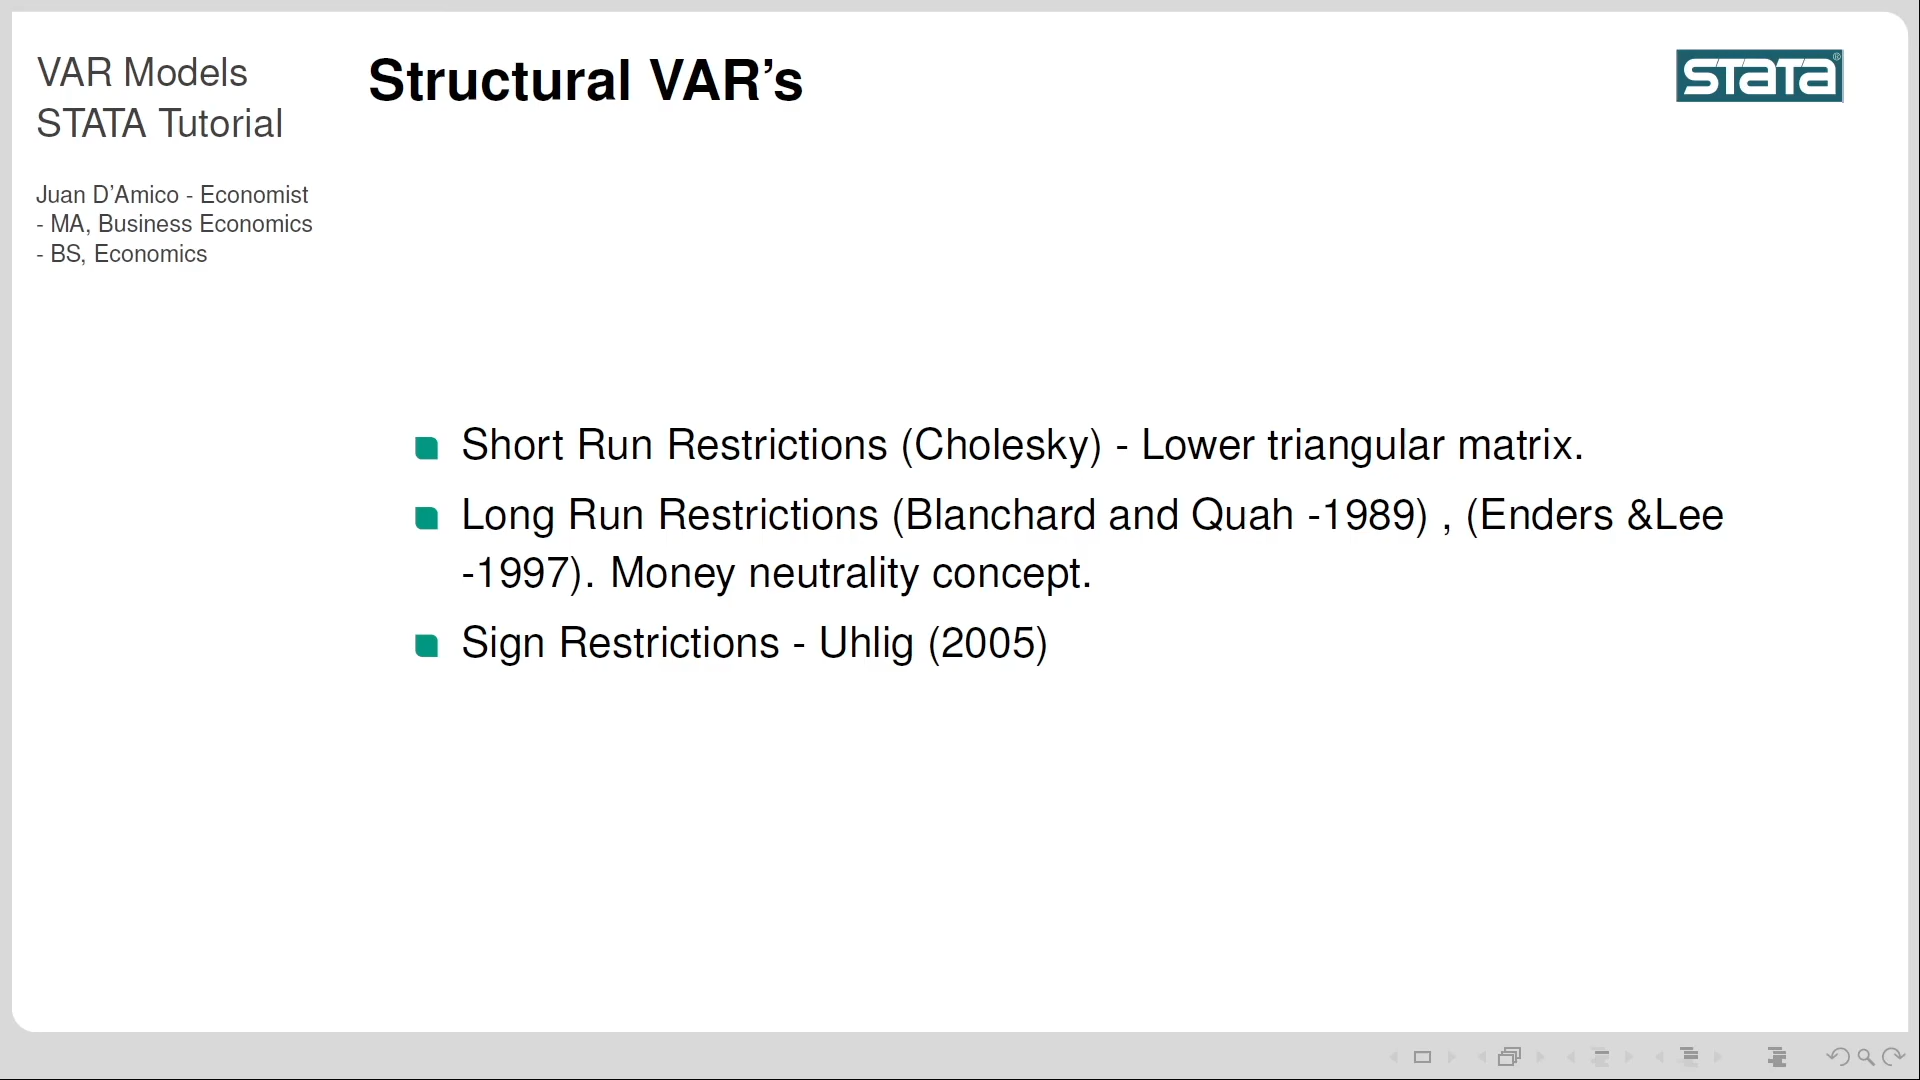 VAR Models
STATA Tutorial
Juan D'Amico - Economist
- MA, Business Economics
- BS, Economics
Structural VAR's
STATA®
Short Run Restrictions (Cholesky) - Lower triangular matrix.
Long Run Restrictions (Blanchard and Quah -1989) , (Enders &Lee
-1997). Money neutrality concept.
Sign Restrictions - Uhlig (2005)